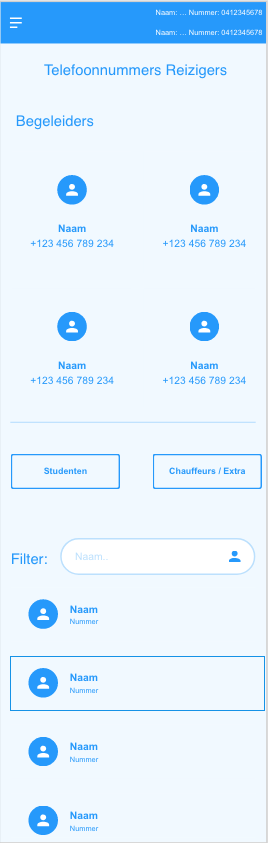 Naam: ... Nummer: 0412345678
Naam: ... Nummer: 0412345678
Telefoonnummers Reizigers
Begeleiders
Naam Naam
+123 456 789 234 +123 456 789 234
Naam Naam
+123 456 789 234 +123 456 789 234
Studenten Chauffeurs / Extra
Filter: Naam..
Naam
Nummer
Naam
Nummer
Naam
Nummer
Naam
Nummer